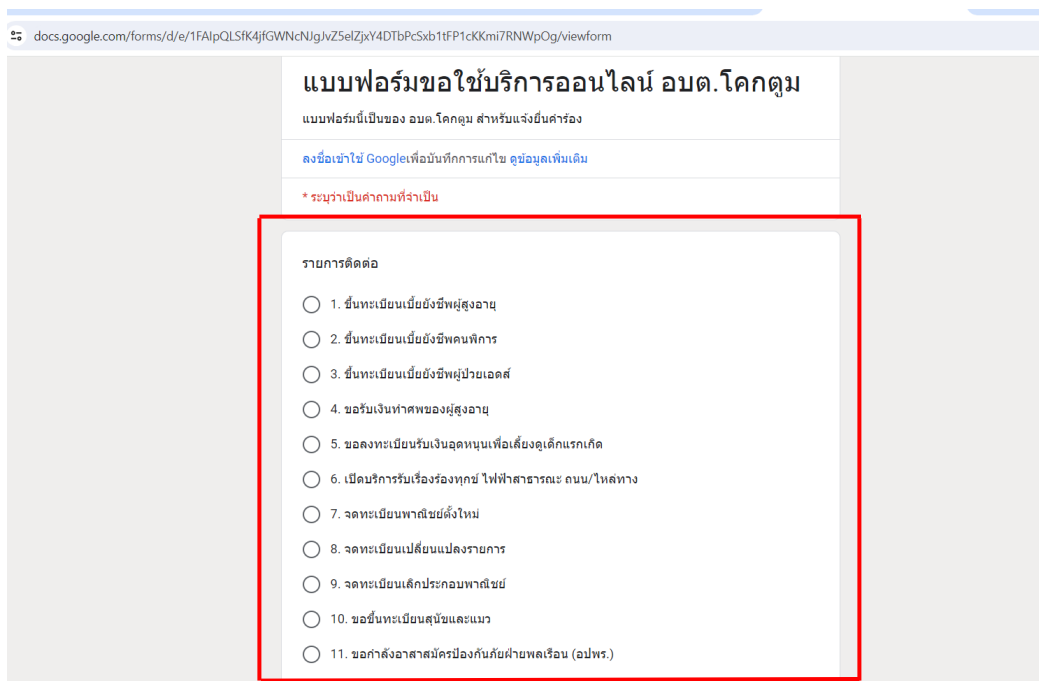 docs.google.com/forms/d/e/1FAIpQLSfK4jfGWNcNJgJvZ5elZjxY4DTbPcSxb1tFP1cKKmi7RNWpOg/viewform
แบบฟอร์มขอใช้บริการออนไลน์ อบต.โคกตูม
แบบฟอร์มนี้เป็นของ อบต.โคกตูม สำหรับแจ้งยื่นคำร้อง
ลงชื่อเข้าใช้ Googleเพื่อบันทึกการแก้ไข ดูข้อมูลเพิ่มเติม
* ระบุว่าเป็นคำถามที่จำเป็น
รายการติดต่อ
1. ขึ้นทะเบียนเบี้ยยังชีพผู้สูงอายุ
2. ขึ้นทะเบียนเบี้ยยังชีพคนพิการ
3. ขึ้นทะเบียนเบี้ยยังชีพผู้ป่วยเอดส์
4. ขอรับเงินทำศพของผู้สูงอายุ
5. ขอลงทะเบียนรับเงินอุดหนุนเพื่อเลี้ยงดูเด็กแรกเกิด
6. เปิดบริการรับเรื่องร้องทุกข์ ไฟฟ้าสาธารณะ ถนน/ไหล่ทาง
7. จดทะเบียนพาณิชย์ตั้งใหม่
8. จดทะเบียนเปลี่ยนแปลงรายการ
9. จดทะเบียนเลิกประกอบพาณิชย์
10. ขอขึ้นทะเบียนสุนัขและแมว
11. ขอกำลังอาสาสมัครป้องกันภัยฝ่ายพลเรือน (อปพร.)